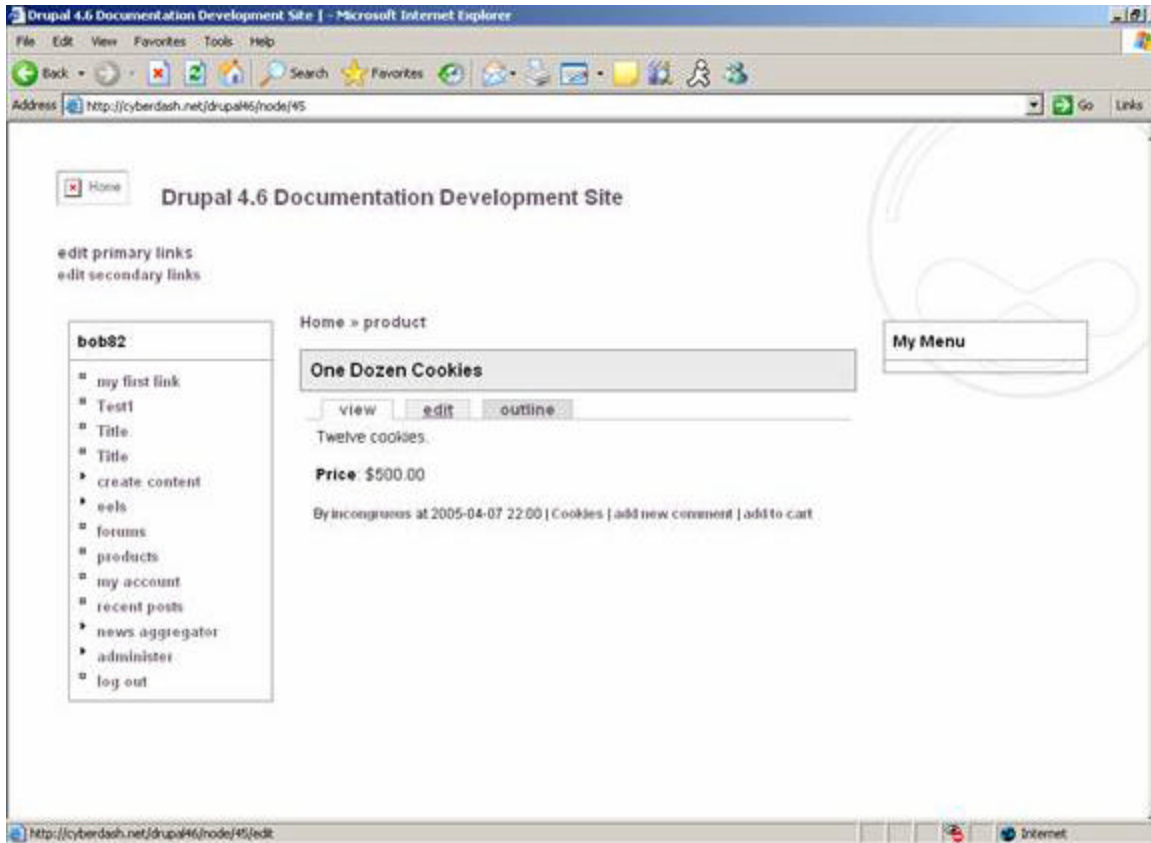 Drupal 4.6 Documentation Development Site | - Microsoft Internet Explorer
File Edit View Favorites Tools Help
Back Search Favorites
Address http://cyberdash.net/drupal46/node/45 Go Links
Home
Drupal 4.6 Documentation Development Site
edit primary links
edit secondary links
bob82
my first link
Test1
Title
Title
create content
eels
forums
products
my account
recent posts
news aggregator
administer
log out
Home » product
One Dozen Cookies
view edit outline
Twelve cookies.
Price: $500.00
By incongruous at 2005-04-07 22:00 | Cookies | add new comment | add to cart
My Menu
http://cyberdash.net/drupal46/node/45/edit Internet